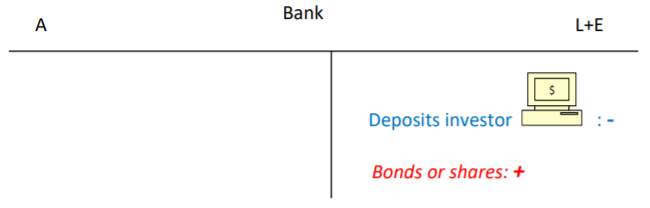 Bank
A L+E
$
Deposits investor : -
Bonds or shares: +